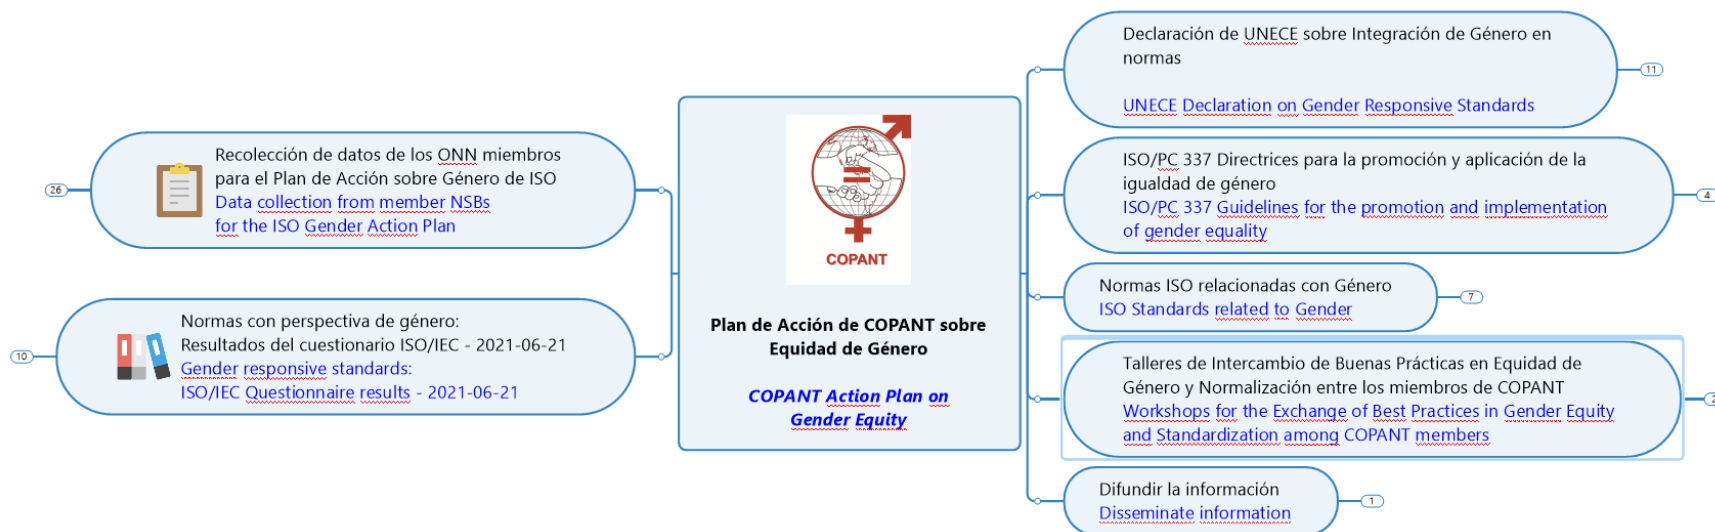 Declaración de UNECE sobre Integración de Género en
normas
UNECE Declaration on Gender Responsive Standards
11
ISO/PC 337 Directrices para la promoción y aplicación de la
igualdad de género
ISO/PC 337 Guidelines for the promotion and implementation
of gender equality
4
Normas ISO relacionadas con Género
ISO Standards related to Gender
7
Talleres de Intercambio de Buenas Prácticas en Equidad de
Género y Normalización entre los miembros de COPANT
Workshops for the Exchange of Best Practices in Gender Equity
and Standardization among COPANT members
2
Difundir la información
Disseminate information
1
COPANT
Plan de Acción de COPANT sobre
Equidad de Género
COPANT Action Plan on
Gender Equity
26
Recolección de datos de los ONN miembros
para el Plan de Acción sobre Género de ISO
Data collection from member NSBs
for the ISO Gender Action Plan
10
Normas con perspectiva de género:
Resultados del cuestionario ISO/IEC - 2021-06-21
Gender responsive standards:
ISO/IEC Questionnaire results - 2021-06-21